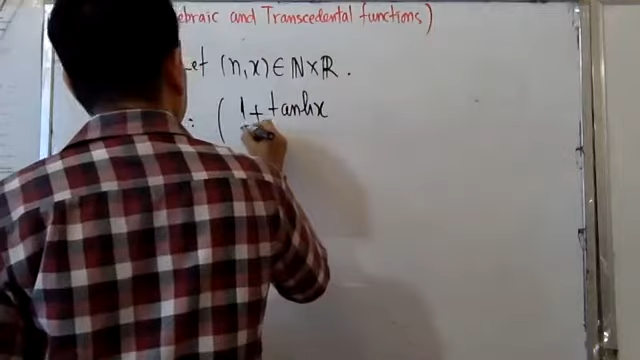 ebraic and Transcedental functions)
Let (n,x) ∈ ℕ×ℝ.
: ( 1 + tanhx